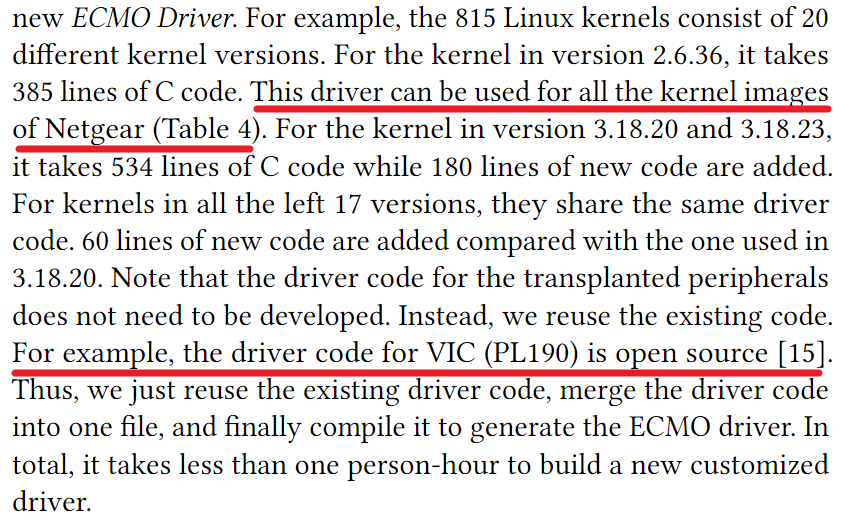 new ECMO Driver. For example, the 815 Linux kernels consist of 20
different kernel versions. For the kernel in version 2.6.36, it takes
385 lines of C code. This driver can be used for all the kernel images
of Netgear (Table 4). For the kernel in version 3.18.20 and 3.18.23,
it takes 534 lines of C code while 180 lines of new code are added.
For kernels in all the left 17 versions, they share the same driver
code. 60 lines of new code are added compared with the one used in
3.18.20. Note that the driver code for the transplanted peripherals
does not need to be developed. Instead, we reuse the existing code.
For example, the driver code for VIC (PL190) is open source [15].
Thus, we just reuse the existing driver code, merge the driver code
into one file, and finally compile it to generate the ECMO driver. In
total, it takes less than one person-hour to build a new customized
driver.